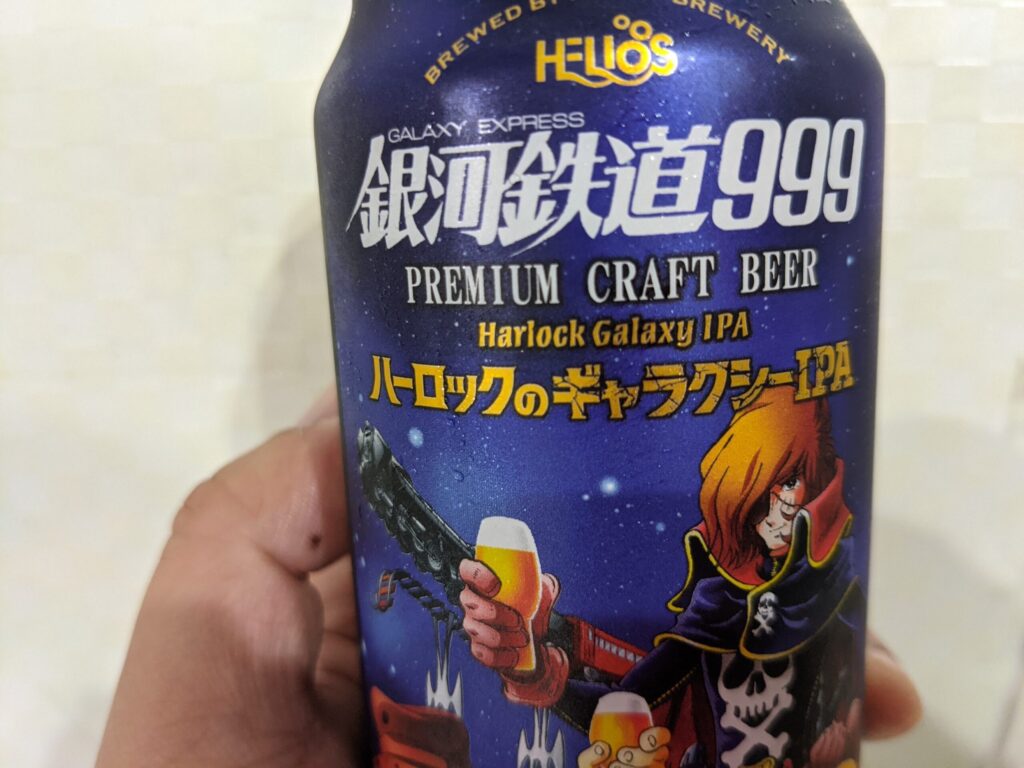 BREWED BY
BREWERY
HELIOS
GALAXY EXPRESS
銀河鉄道999
PREMIUM CRAFT BEER
Harlock Galaxy IPA
ハーロックのギャラクシーIPA